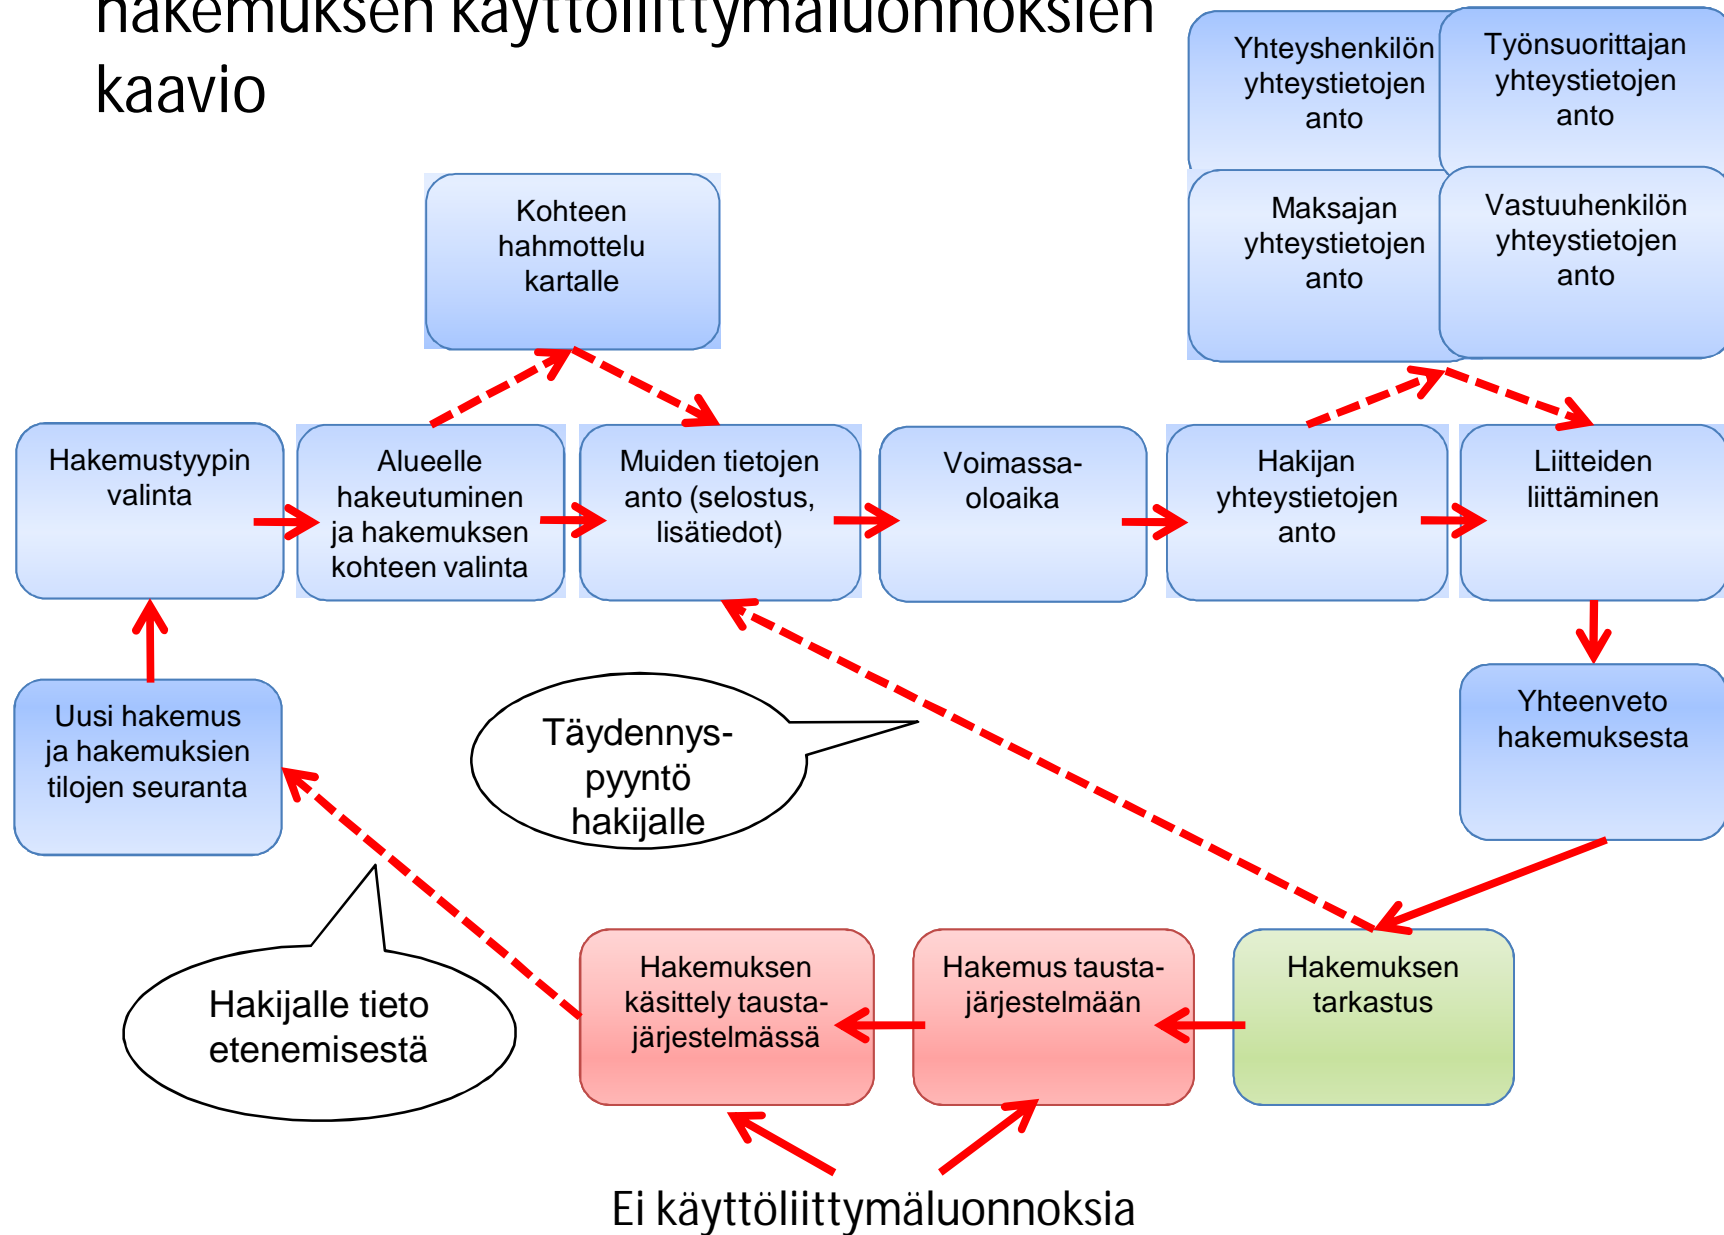 hakemuksen käyttöliittymäluonnoksien
kaavio
Yhteyshenkilön
yhteystietojen
anto
Työnsuorittajan
yhteystietojen
anto
Maksajan
yhteystietojen
anto
Vastuuhenkilön
yhteystietojen
anto
Kohteen
hahmottelu
kartalle
Hakemustyypin
valinta
Alueelle
hakeutuminen
ja hakemuksen
kohteen valinta
Muiden tietojen
anto (selostus,
lisätiedot)
Voimassa-
oloaika
Hakijan
yhteystietojen
anto
Liitteiden
liittäminen
Uusi hakemus
ja hakemuksien
tilojen seuranta
Täydennys-
pyyntö
hakijalle
Yhteenveto
hakemuksesta
Hakijalle tieto
etenemisestä
Hakemuksen
käsittely tausta-
järjestelmässä
Hakemus tausta-
järjestelmään
Hakemuksen
tarkastus
Ei käyttöliittymäluonnoksia